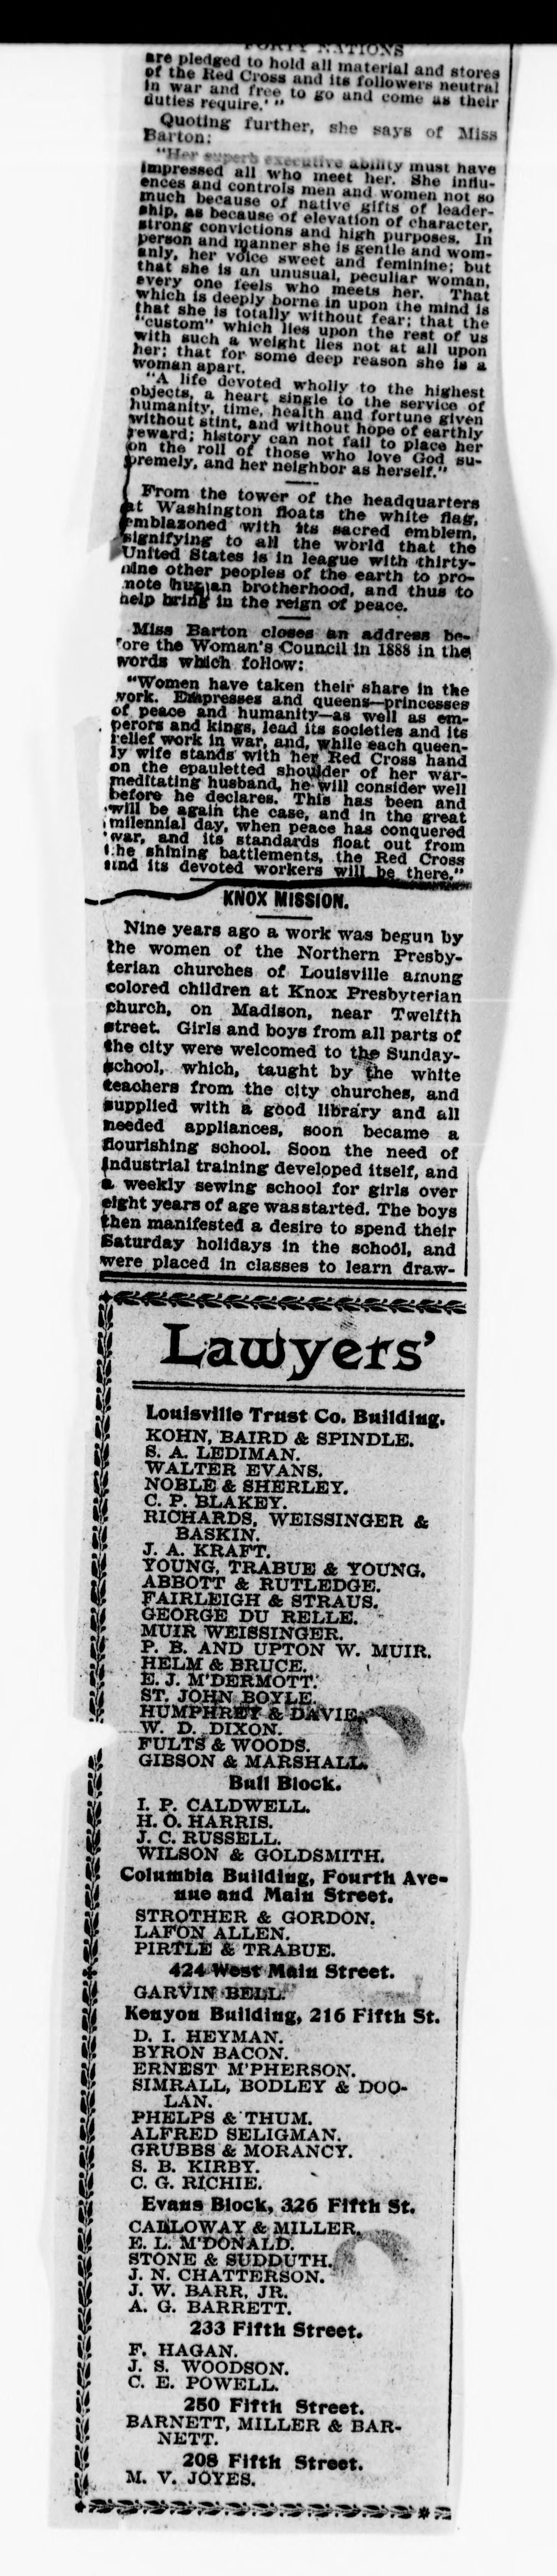 FORTY NATIONS
are pledged to hold all material and stores
of the Red Cross and its followers neutral
in war and free to go and come as their
duties require.' "
Quoting further, she says of Miss
Barton:
"Her superb executive ability must have
impressed all who meet her. She influ-
ences and controls men and women not so
much because of native gifts of leader-
ship, as because of elevation of character,
strong convictions and high purposes. In
person and manner she is gentle and wom-
anly, her voice sweet and feminine; but
that she is an unusual, peculiar woman,
every one feels who meets her. That
which is deeply borne in upon the mind is
that she is totally without fear; that the
"custom" which lies upon the rest of us
with such a weight lies not at all upon
her; that for some deep reason she is a
woman apart.
"A life devoted wholly to the highest
objects, a heart single to the service of
humanity, time, health and fortune given
without stint, and without hope of earthly
reward; history can not fail to place her
on the roll of those who love God su-
premely, and her neighbor as herself."
From the tower of the headquarters
at Washington floats the white flag,
emblazoned with its sacred emblem,
signifying to all the world that the
United States is in league with thirty-
nine other peoples of the earth to pro-
mote human brotherhood, and thus to
help bring in the reign of peace.
Miss Barton closes an address be-
fore the Woman's Council in 1888 in the
words which follow:
"Women have taken their share in the
work. Empresses and queens—princesses
of peace and humanity—as well as em-
perors and kings, lead its societies and its
relief work in war, and, while each queen-
ly wife stands with her Red Cross hand
on the epauletted shoulder of her war-
meditating husband, he will consider well
before he declares. This has been and
will be again the case, and in the great
milennial day, when peace has conquered
war, and its standards float out from
the shining battlements, the Red Cross
and its devoted workers will be there."
KNOX MISSION.
Nine years ago a work was begun by
the women of the Northern Presby-
terian churches of Louisville among
colored children at Knox Presbyterian
church, on Madison, near Twelfth
street. Girls and boys from all parts of
the city were welcomed to the Sunday-
school, which, taught by the white
teachers from the city churches, and
supplied with a good library and all
needed appliances, soon became a
flourishing school. Soon the need of
industrial training developed itself, and
a weekly sewing school for girls over
eight years of age was started. The boys
then manifested a desire to spend their
Saturday holidays in the school, and
were placed in classes to learn draw-
Lawyers'
Louisville Trust Co. Building.
KOHN, BAIRD & SPINDLE.
S. A. LEDIMAN.
WALTER EVANS.
NOBLE & SHERLEY.
C. P. BLAKEY.
RICHARDS, WEISSINGER &
BASKIN.
J. A. KRAFT.
YOUNG, TRABUE & YOUNG.
ABBOTT & RUTLEDGE.
FAIRLEIGH & STRAUS.
GEORGE DU RELLE.
MUIR WEISSINGER.
P. B. AND UPTON W. MUIR.
HELM & BRUCE.
E. J. M'DERMOTT.
ST. JOHN BOYLE.
HUMPHREY & DAVIE.
W. D. DIXON.
FULTS & WOODS.
GIBSON & MARSHALL.
Bull Block.
I. P. CALDWELL.
H. O. HARRIS.
J. C. RUSSELL.
WILSON & GOLDSMITH.
Columbia Building, Fourth Ave-
nue and Main Street.
STROTHER & GORDON.
LAFON ALLEN.
PIRTLE & TRABUE.
424 West Main Street.
GARVIN BELL.
Kenyon Building, 216 Fifth St.
D. I. HEYMAN.
BYRON BACON.
ERNEST M'PHERSON.
SIMRALL, BODLEY & DOO-
LAN.
PHELPS & THUM.
ALFRED SELIGMAN.
GRUBBS & MORANCY.
S. B. KIRBY.
C. G. RICHIE.
Evans Block, 326 Fifth St.
CALLOWAY & MILLER.
E. L. M'DONALD.
STONE & SUDDUTH.
J. N. CHATTERSON.
J. W. BARR, JR.
A. G. BARRETT.
233 Fifth Street.
F. HAGAN.
J. S. WOODSON.
C. E. POWELL.
250 Fifth Street.
BARNETT, MILLER & BAR-
NETT.
208 Fifth Street.
M. V. JOYES.